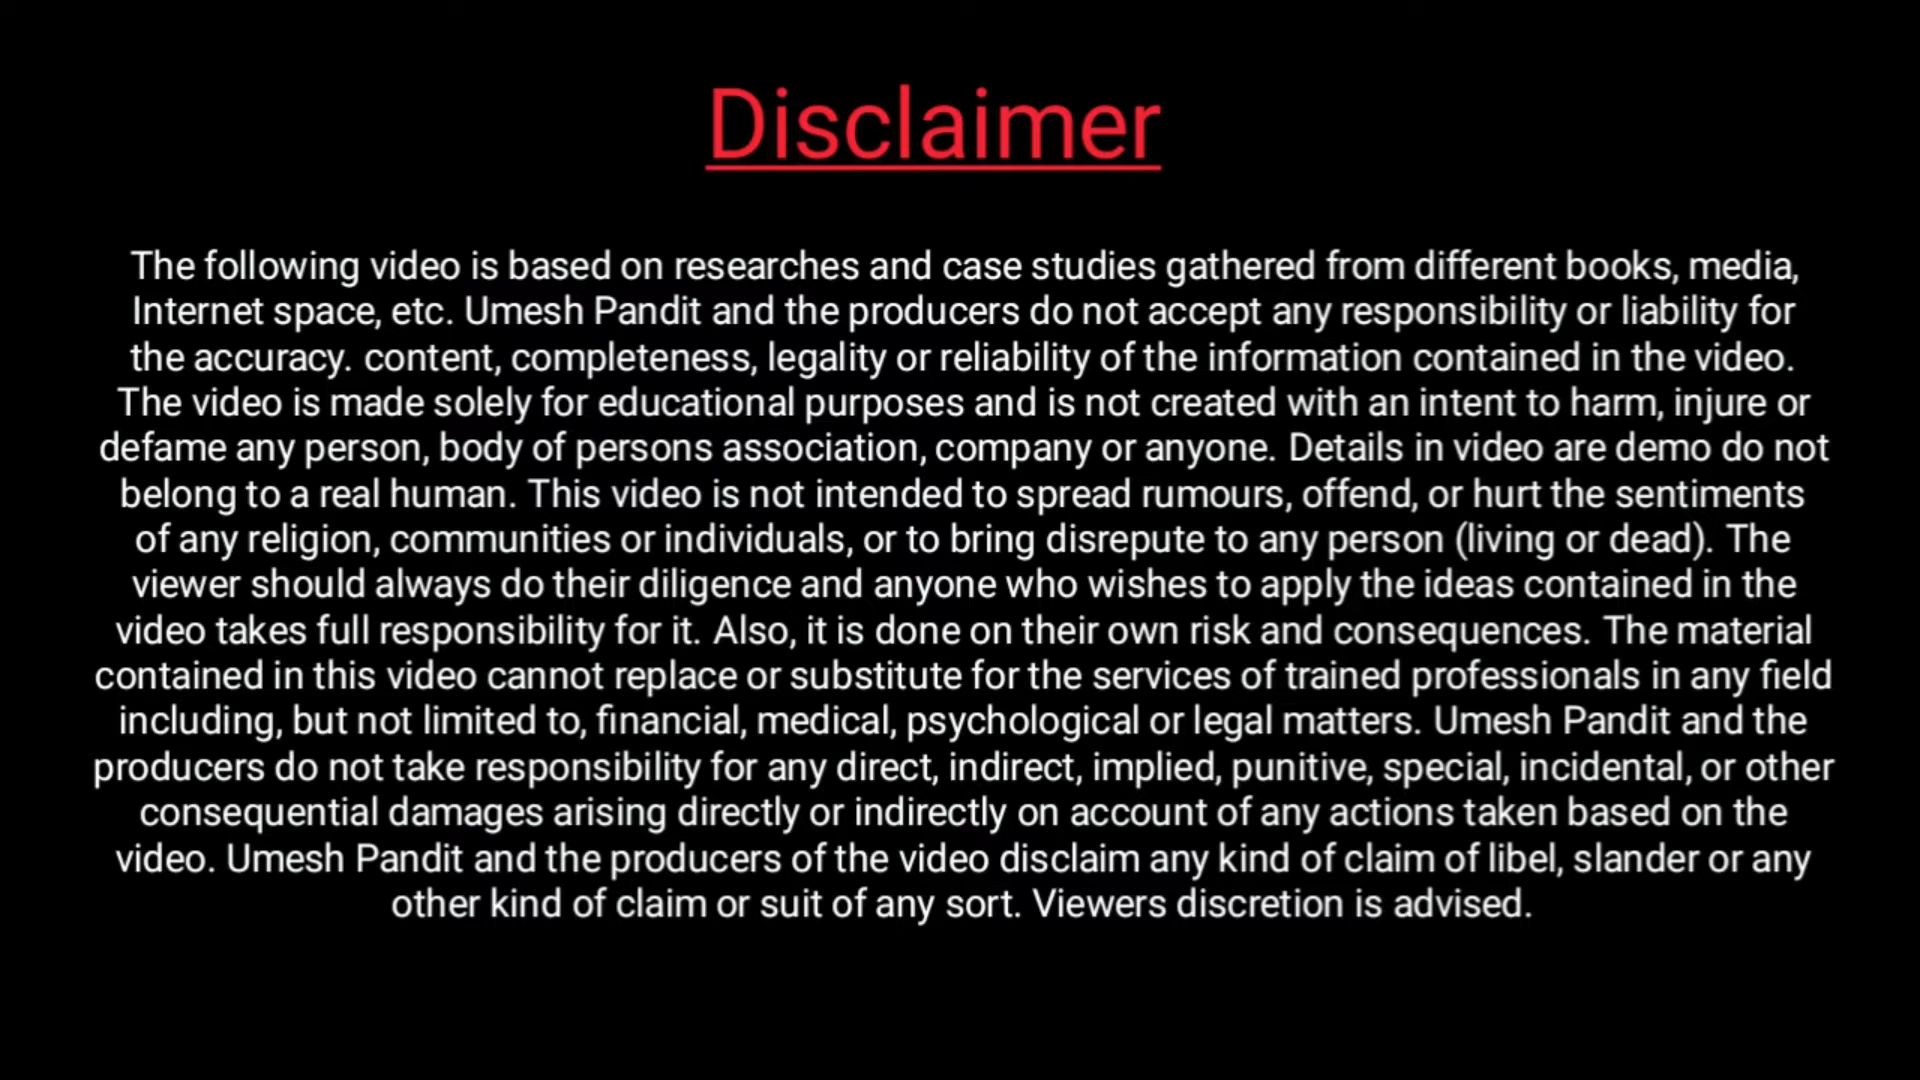 Disclaimer
The following video is based on researches and case studies gathered from different books, media,
Internet space, etc. Umesh Pandit and the producers do not accept any responsibility or liability for
the accuracy. content, completeness, legality or reliability of the information contained in the video.
The video is made solely for educational purposes and is not created with an intent to harm, injure or
defame any person, body of persons association, company or anyone. Details in video are demo do not
belong to a real human. This video is not intended to spread rumours, offend, or hurt the sentiments
of any religion, communities or individuals, or to bring disrepute to any person (living or dead). The
viewer should always do their diligence and anyone who wishes to apply the ideas contained in the
video takes full responsibility for it. Also, it is done on their own risk and consequences. The material
contained in this video cannot replace or substitute for the services of trained professionals in any field
including, but not limited to, financial, medical, psychological or legal matters. Umesh Pandit and the
producers do not take responsibility for any direct, indirect, implied, punitive, special, incidental, or other
consequential damages arising directly or indirectly on account of any actions taken based on the
video. Umesh Pandit and the producers of the video disclaim any kind of claim of libel, slander or any
other kind of claim or suit of any sort. Viewers discretion is advised.